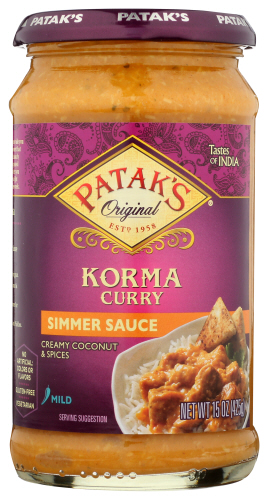 PATAK'S
Tastes
of INDIA
PATAK'S
Original
ESTD 1958
KORMA
CURRY
SIMMER SAUCE
CREAMY COCONUT
& SPICES
NO
ARTIFICIAL
COLORS OR
FLAVORS
GLUTEN-FREE
VEGETARIAN
MILD
SERVING SUGGESTION
NET WT 15 OZ (425g)